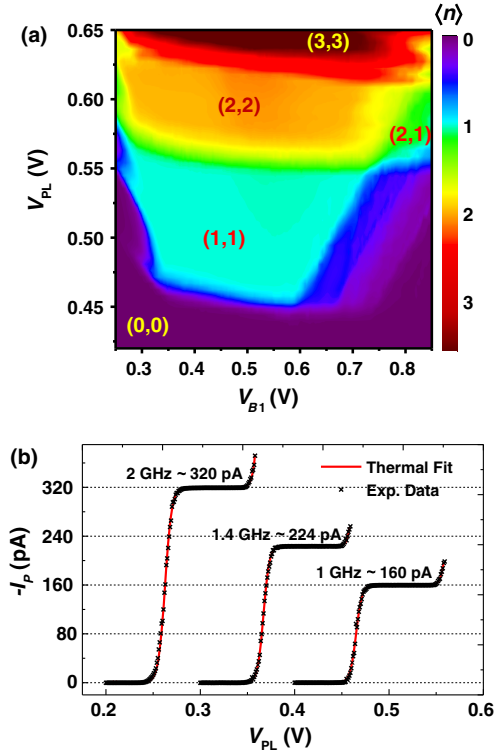 (a)
⟨n⟩
0.65
0.60
0.55
0.50
0.45
V_PL (V)
(3,3)
(2,2)
(2,1)
(1,1)
(0,0)
0
1
2
3
0.3 0.4 0.5 0.6 0.7 0.8
V_B1 (V)
(b)
2 GHz ~ 320 pA
Thermal Fit
Exp. Data
1.4 GHz ~ 224 pA
1 GHz ~ 160 pA
320
240
160
80
0
-I_P (pA)
0.2 0.3 0.4 0.5 0.6
V_PL (V)